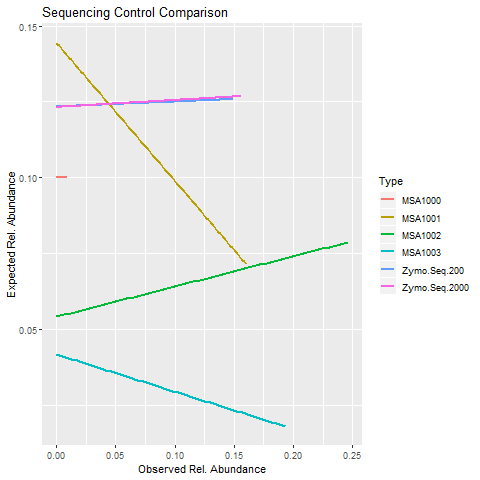 Sequencing Control Comparison
0.15
0.10
0.05
Expected Rel. Abundance
0.00
0.05
0.10
0.15
0.20
0.25
Observed Rel. Abundance
Type
MSA1000
MSA1001
MSA1002
MSA1003
Zymo.Seq.200
Zymo.Seq.2000